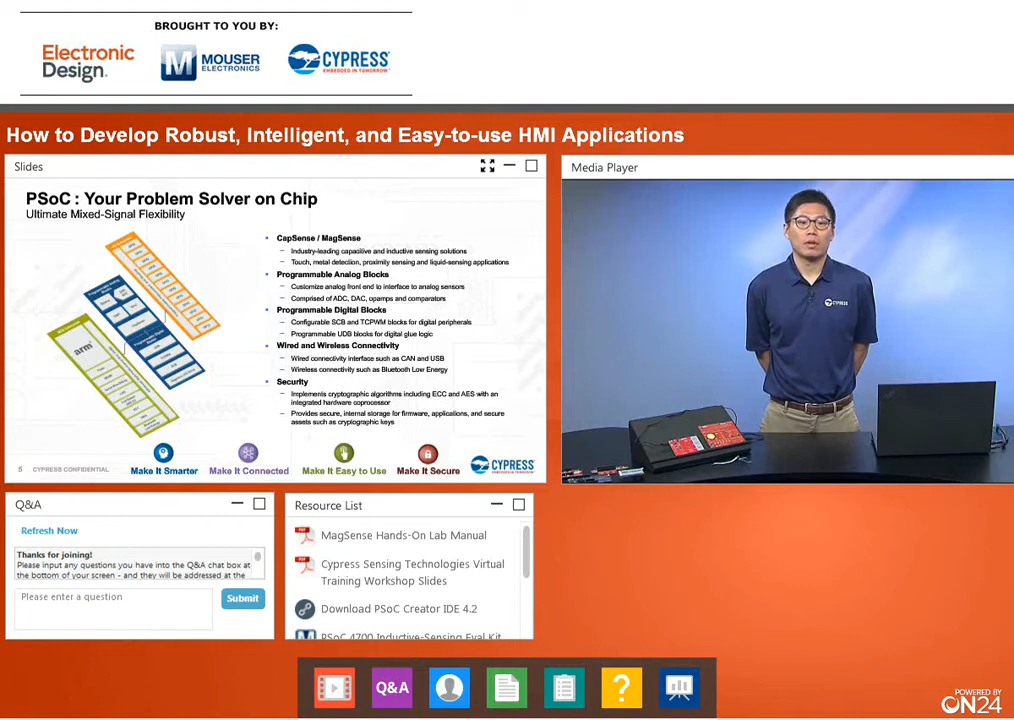 BROUGHT TO YOU BY:
Electronic
Design.
M MOUSER
ELECTRONICS
CYPRESS
EMBEDDED IN TOMORROW
How to Develop Robust, Intelligent, and Easy-to-use HMI Applications
Slides
PSoC : Your Problem Solver on Chip
Ultimate Mixed-Signal Flexibility
arm
• CapSense / MagSense
– Industry-leading capacitive and inductive sensing solutions
– Touch, metal detection, proximity sensing and liquid-sensing applications
• Programmable Analog Blocks
– Customize analog front end to interface to analog sensors
– Comprised of ADC, DAC, opamps and comparators
• Programmable Digital Blocks
– Configurable SCB and TCPWM blocks for digital peripherals
– Programmable UDB blocks for digital glue logic
• Wired and Wireless Connectivity
– Wired connectivity interface such as CAN and USB
– Wireless connectivity such as Bluetooth Low Energy
• Security
– Implements cryptographic algorithms including ECC and AES with an
integrated hardware coprocessor
– Provides secure, internal storage for firmware, applications, and secure
assets such as cryptographic keys
5 CYPRESS CONFIDENTIAL
Make It Smarter
Make It Connected
Make It Easy to Use
Make It Secure
CYPRESS
Media Player
CYPRESS
Q&A
Refresh Now
Thanks for joining!
Please input any questions you have into the Q&A chat box at
the bottom of your screen - and they will be addressed at the
Please enter a question
Submit
Resource List
MagSense Hands-On Lab Manual
Cypress Sensing Technologies Virtual
Training Workshop Slides
Download PSoC Creator IDE 4.2
PSoC 4700 Inductive-Sensing Eval Kit
Q&A
?
POWERED BY
ON24